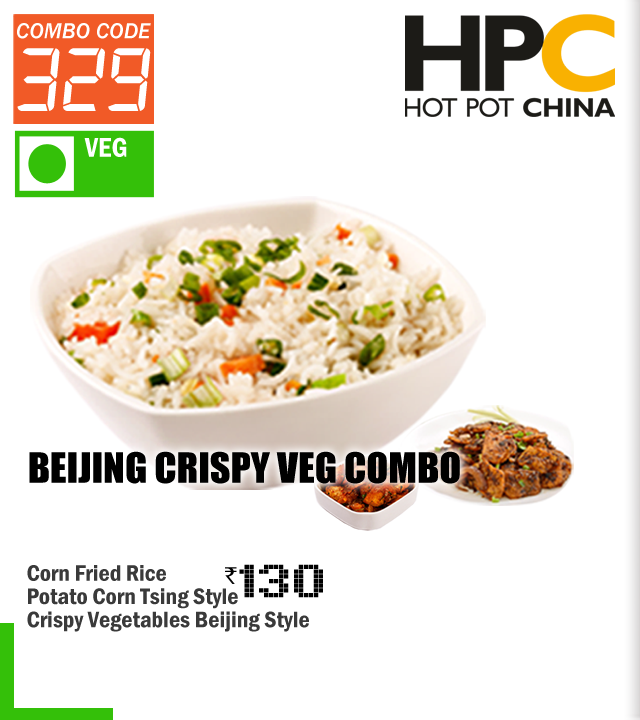 COMBO CODE
329
VEG
HPC
HOT POT CHINA
BEIJING CRISPY VEG COMBO
Corn Fried Rice
₹130
Potato Corn Tsing Style
Crispy Vegetables Beijing Style